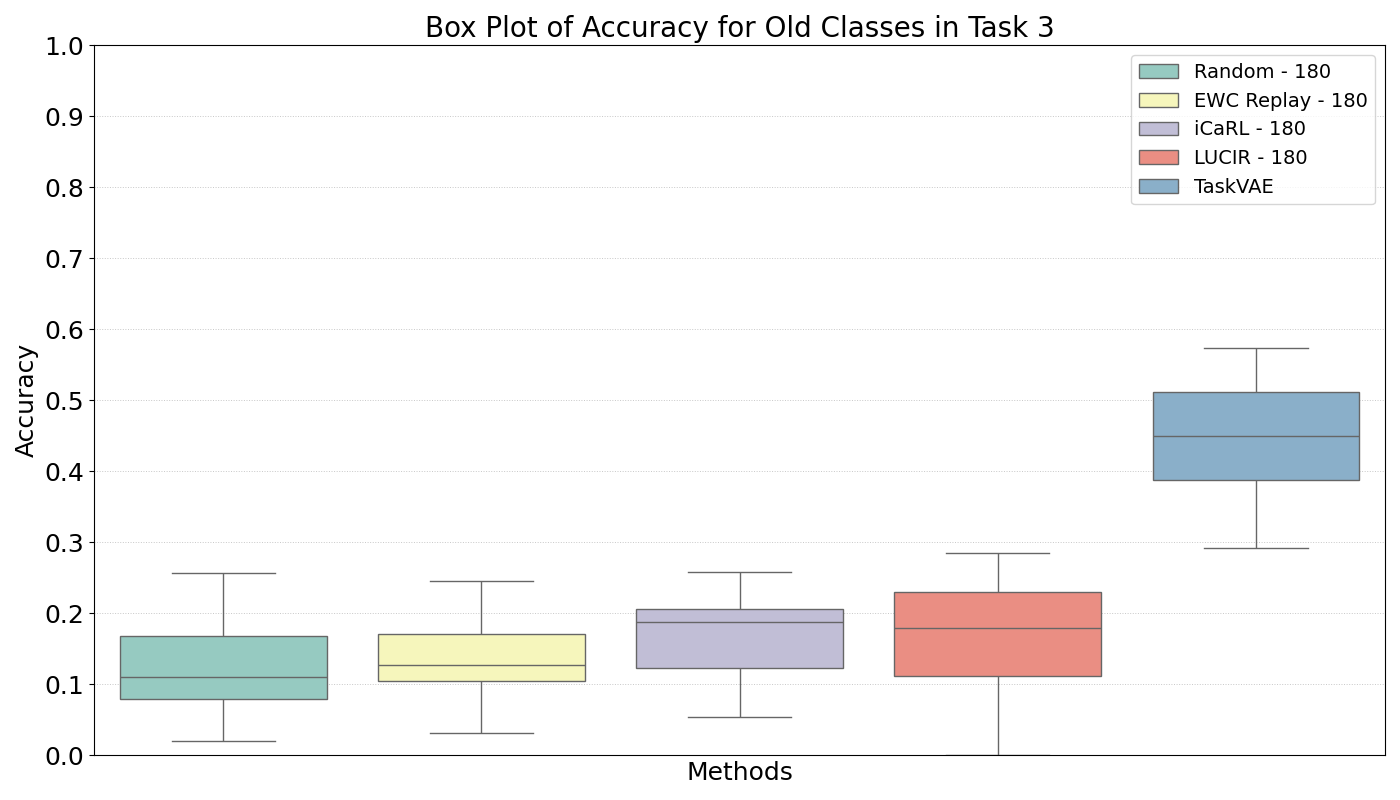 Box Plot of Accuracy for Old Classes in Task 3
1.0
0.9
0.8
0.7
0.6
0.5
0.4
0.3
0.2
0.1
0.0
Accuracy
Methods
Random - 180
EWC Replay - 180
iCaRL - 180
LUCIR - 180
TaskVAE